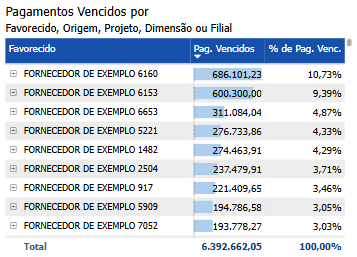 Pagamentos Vencidos por
Favorecido, Origem, Projeto, Dimensão ou Filial
Favorecido Pag. Vencidos % de Pag. Venc.
FORNECEDOR DE EXEMPLO 6160 686.101,23 10,73%
FORNECEDOR DE EXEMPLO 6153 600.300,00 9,39%
FORNECEDOR DE EXEMPLO 6653 311.084,04 4,87%
FORNECEDOR DE EXEMPLO 5221 276.733,86 4,33%
FORNECEDOR DE EXEMPLO 1482 274.463,91 4,29%
FORNECEDOR DE EXEMPLO 2504 237.479,91 3,71%
FORNECEDOR DE EXEMPLO 917 221.409,65 3,46%
FORNECEDOR DE EXEMPLO 5909 194.786,58 3,05%
FORNECEDOR DE EXEMPLO 7052 193.778,27 3,03%
Total 6.392.662,05 100,00%